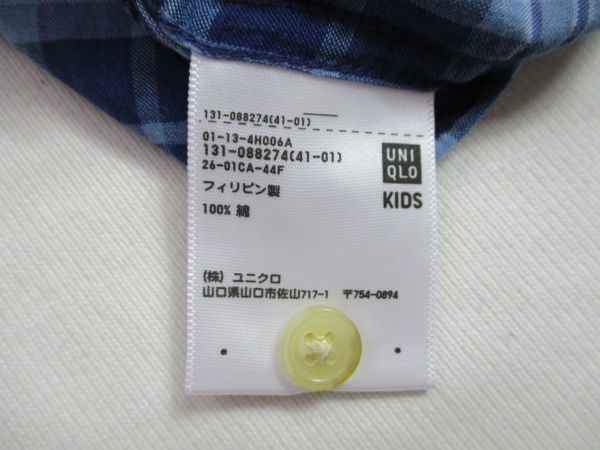 131-088274(41-01)
01-13-4H006A
131-088274(41-01)
26-01CA-44F
フィリピン製
100% 綿
UNI
QLO
KIDS
(株) ユニクロ
山口県山口市佐山717-1 〒754-0894